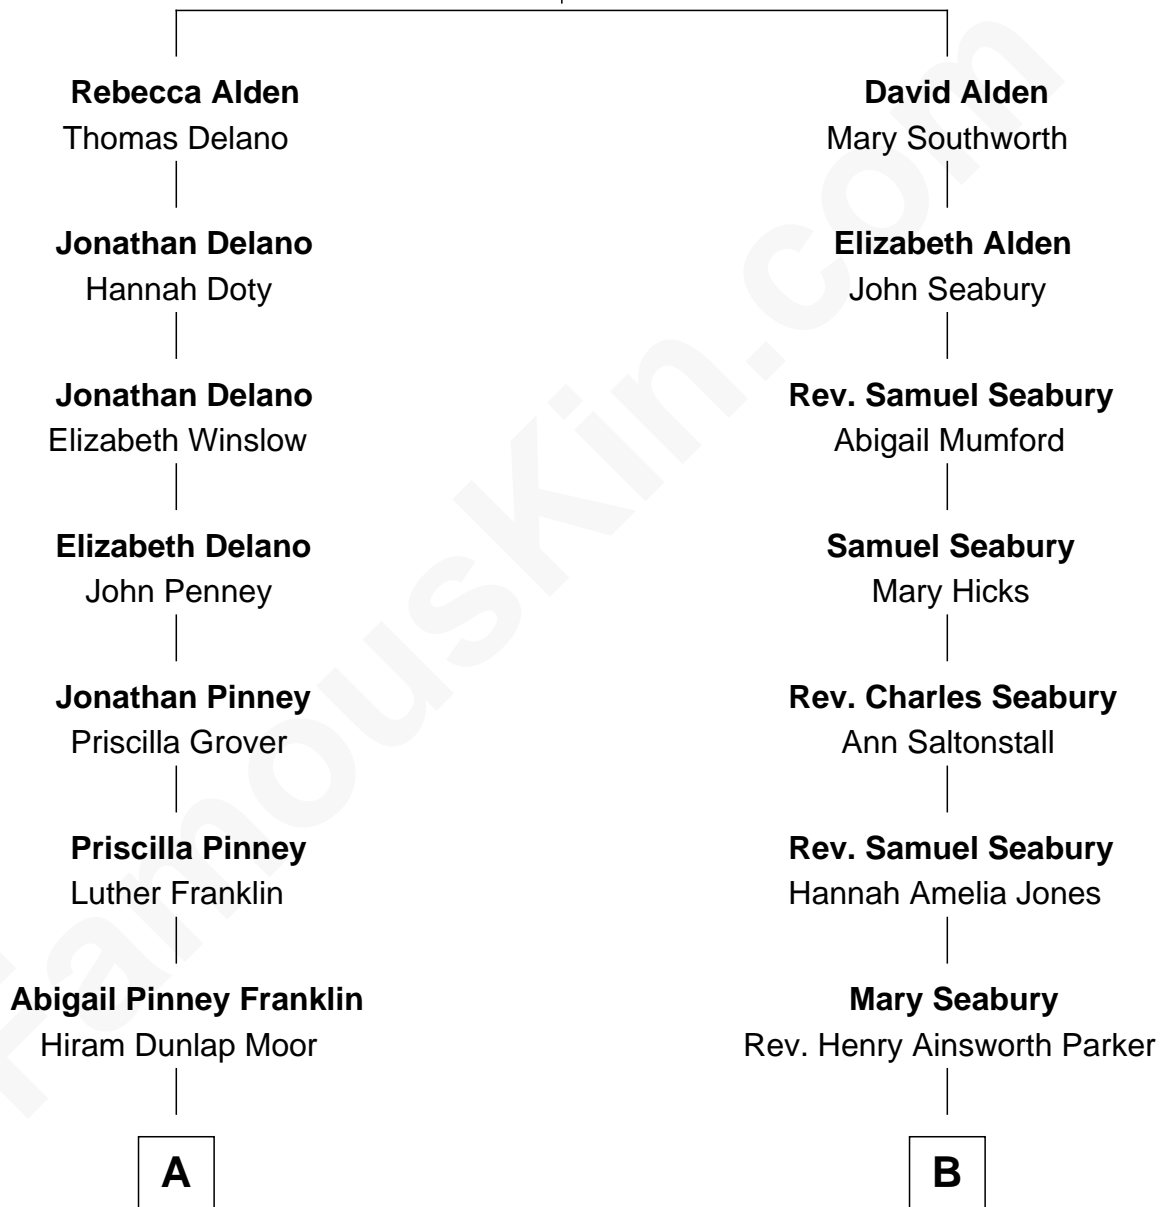 Rebecca Alden
Thomas Delano
Jonathan Delano
Hannah Doty
Jonathan Delano
Elizabeth Winslow
Elizabeth Delano
John Penney
Jonathan Pinney
Priscilla Grover
Priscilla Pinney
Luther Franklin
Abigail Pinney Franklin
Hiram Dunlap Moor
A
David Alden
Mary Southworth
Elizabeth Alden
John Seabury
Rev. Samuel Seabury
Abigail Mumford
Samuel Seabury
Mary Hicks
Rev. Charles Seabury
Ann Saltonstall
Rev. Samuel Seabury
Hannah Amelia Jones
Mary Seabury
Rev. Henry Ainsworth Parker
B
FamousKin.com